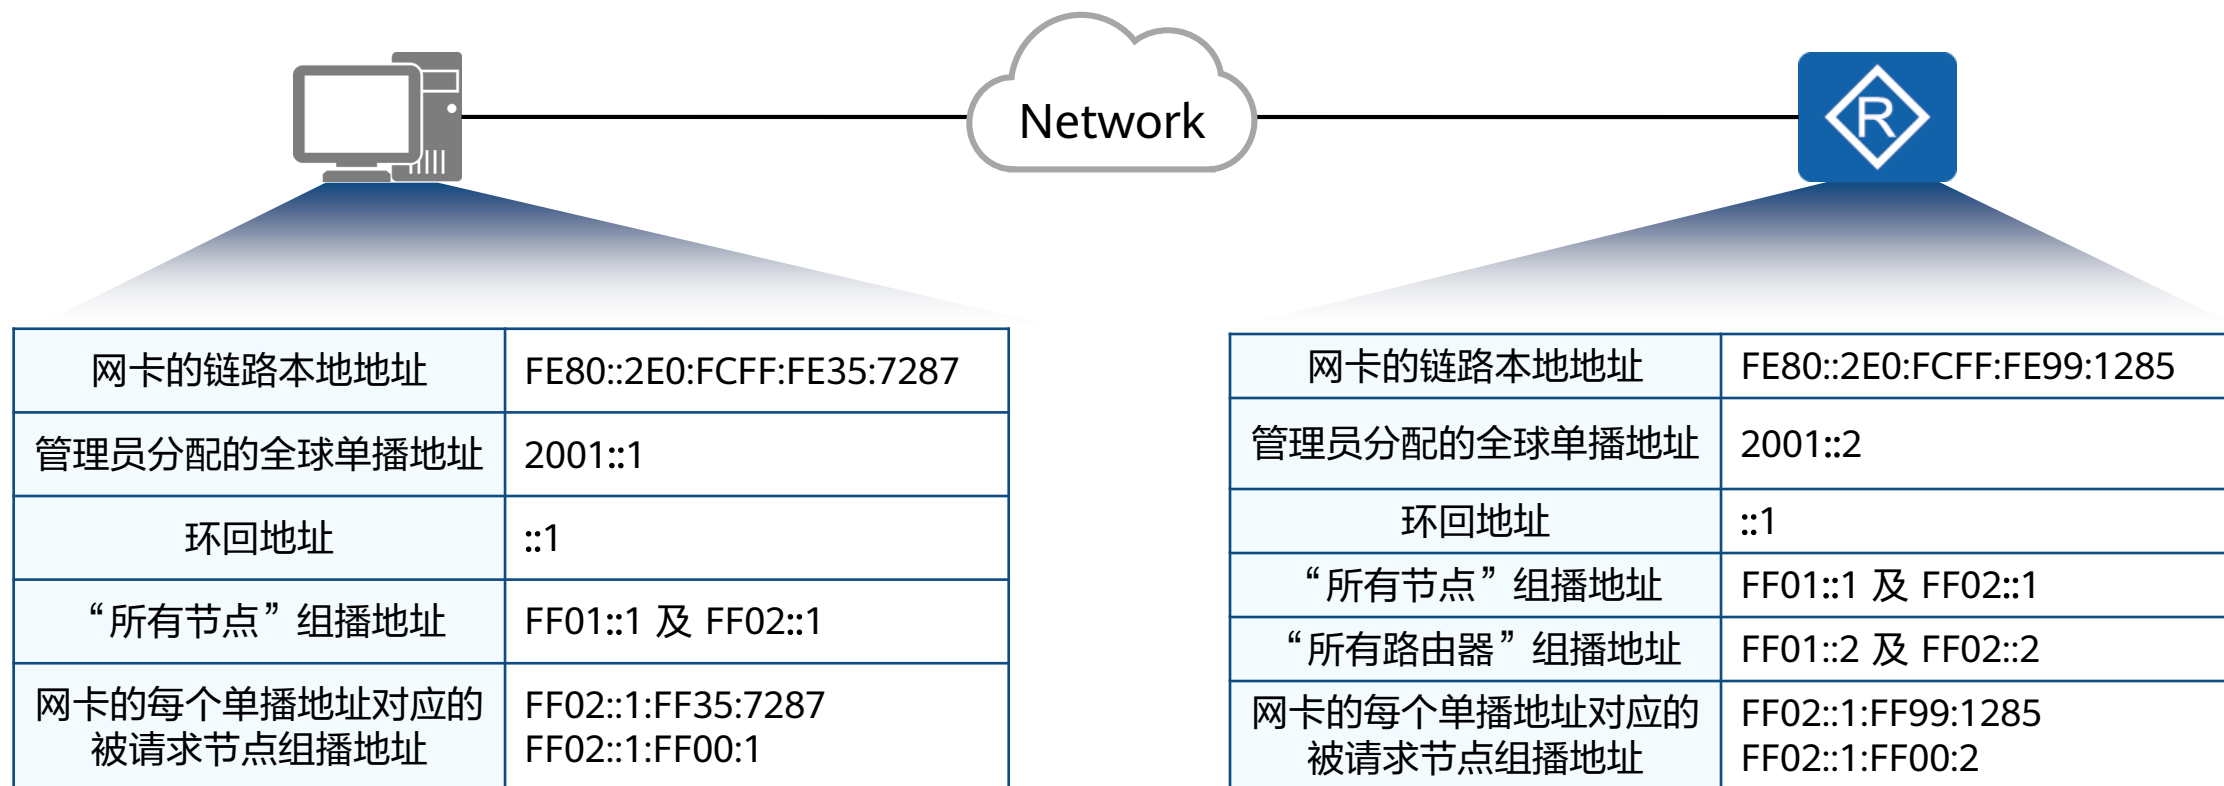 Network
R
网卡的链路本地地址
FE80::2E0:FCFF:FE35:7287
管理员分配的全球单播地址
2001::1
环回地址
::1
“所有节点”组播地址
FF01::1 及 FF02::1
网卡的每个单播地址对应的
被请求节点组播地址
FF02::1:FF35:7287
FF02::1:FF00:1
网卡的链路本地地址
FE80::2E0:FCFF:FE99:1285
管理员分配的全球单播地址
2001::2
环回地址
::1
“所有节点”组播地址
FF01::1 及 FF02::1
“所有路由器”组播地址
FF01::2 及 FF02::2
网卡的每个单播地址对应的
被请求节点组播地址
FF02::1:FF99:1285
FF02::1:FF00:2